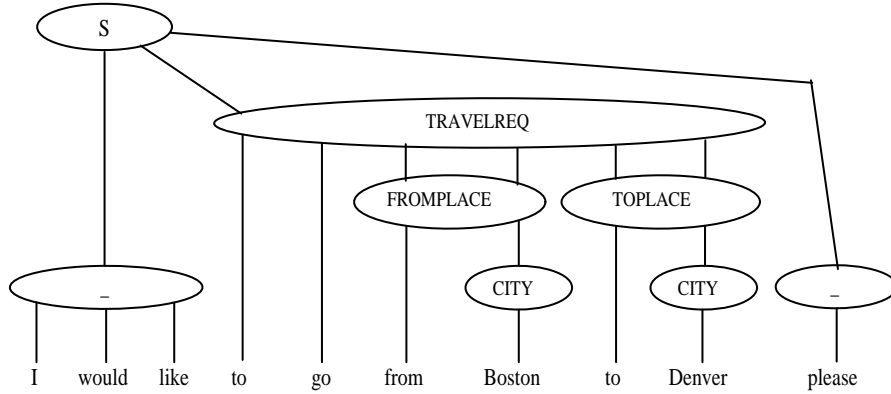 S
TRAVELREQ
FROMPLACE TOPLACE
_ CITY CITY _
I would like to go from Boston to Denver please